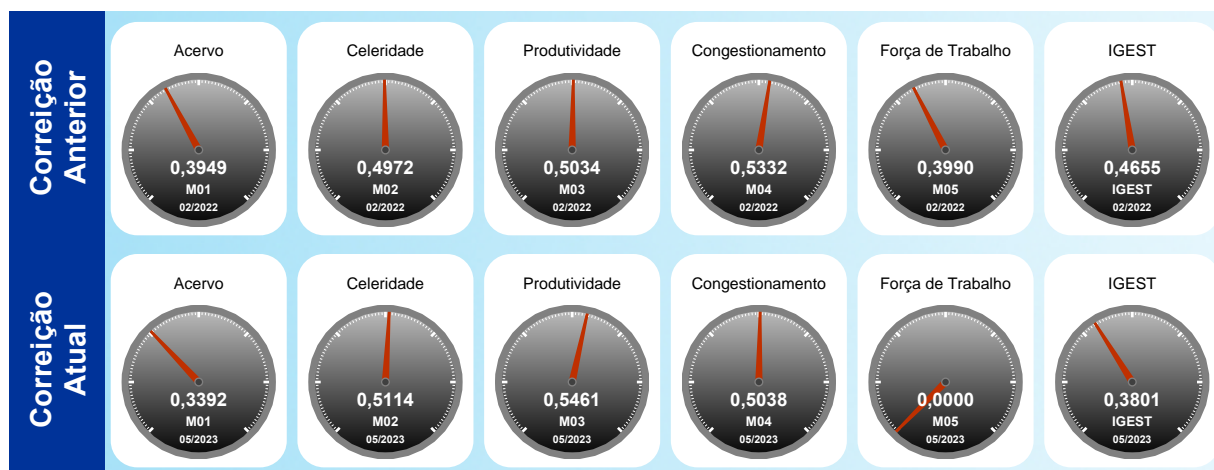 Correição
Anterior
Acervo
0,3949
M01
02/2022
Celeridade
0,4972
M02
02/2022
Produtividade
0,5034
M03
02/2022
Congestionamento
0,5332
M04
02/2022
Força de Trabalho
0,3990
M05
02/2022
IGEST
0,4655
IGEST
02/2022
Correição
Atual
Acervo
0,3392
M01
05/2023
Celeridade
0,5114
M02
05/2023
Produtividade
0,5461
M03
05/2023
Congestionamento
0,5038
M04
05/2023
Força de Trabalho
0,0000
M05
05/2023
IGEST
0,3801
IGEST
05/2023